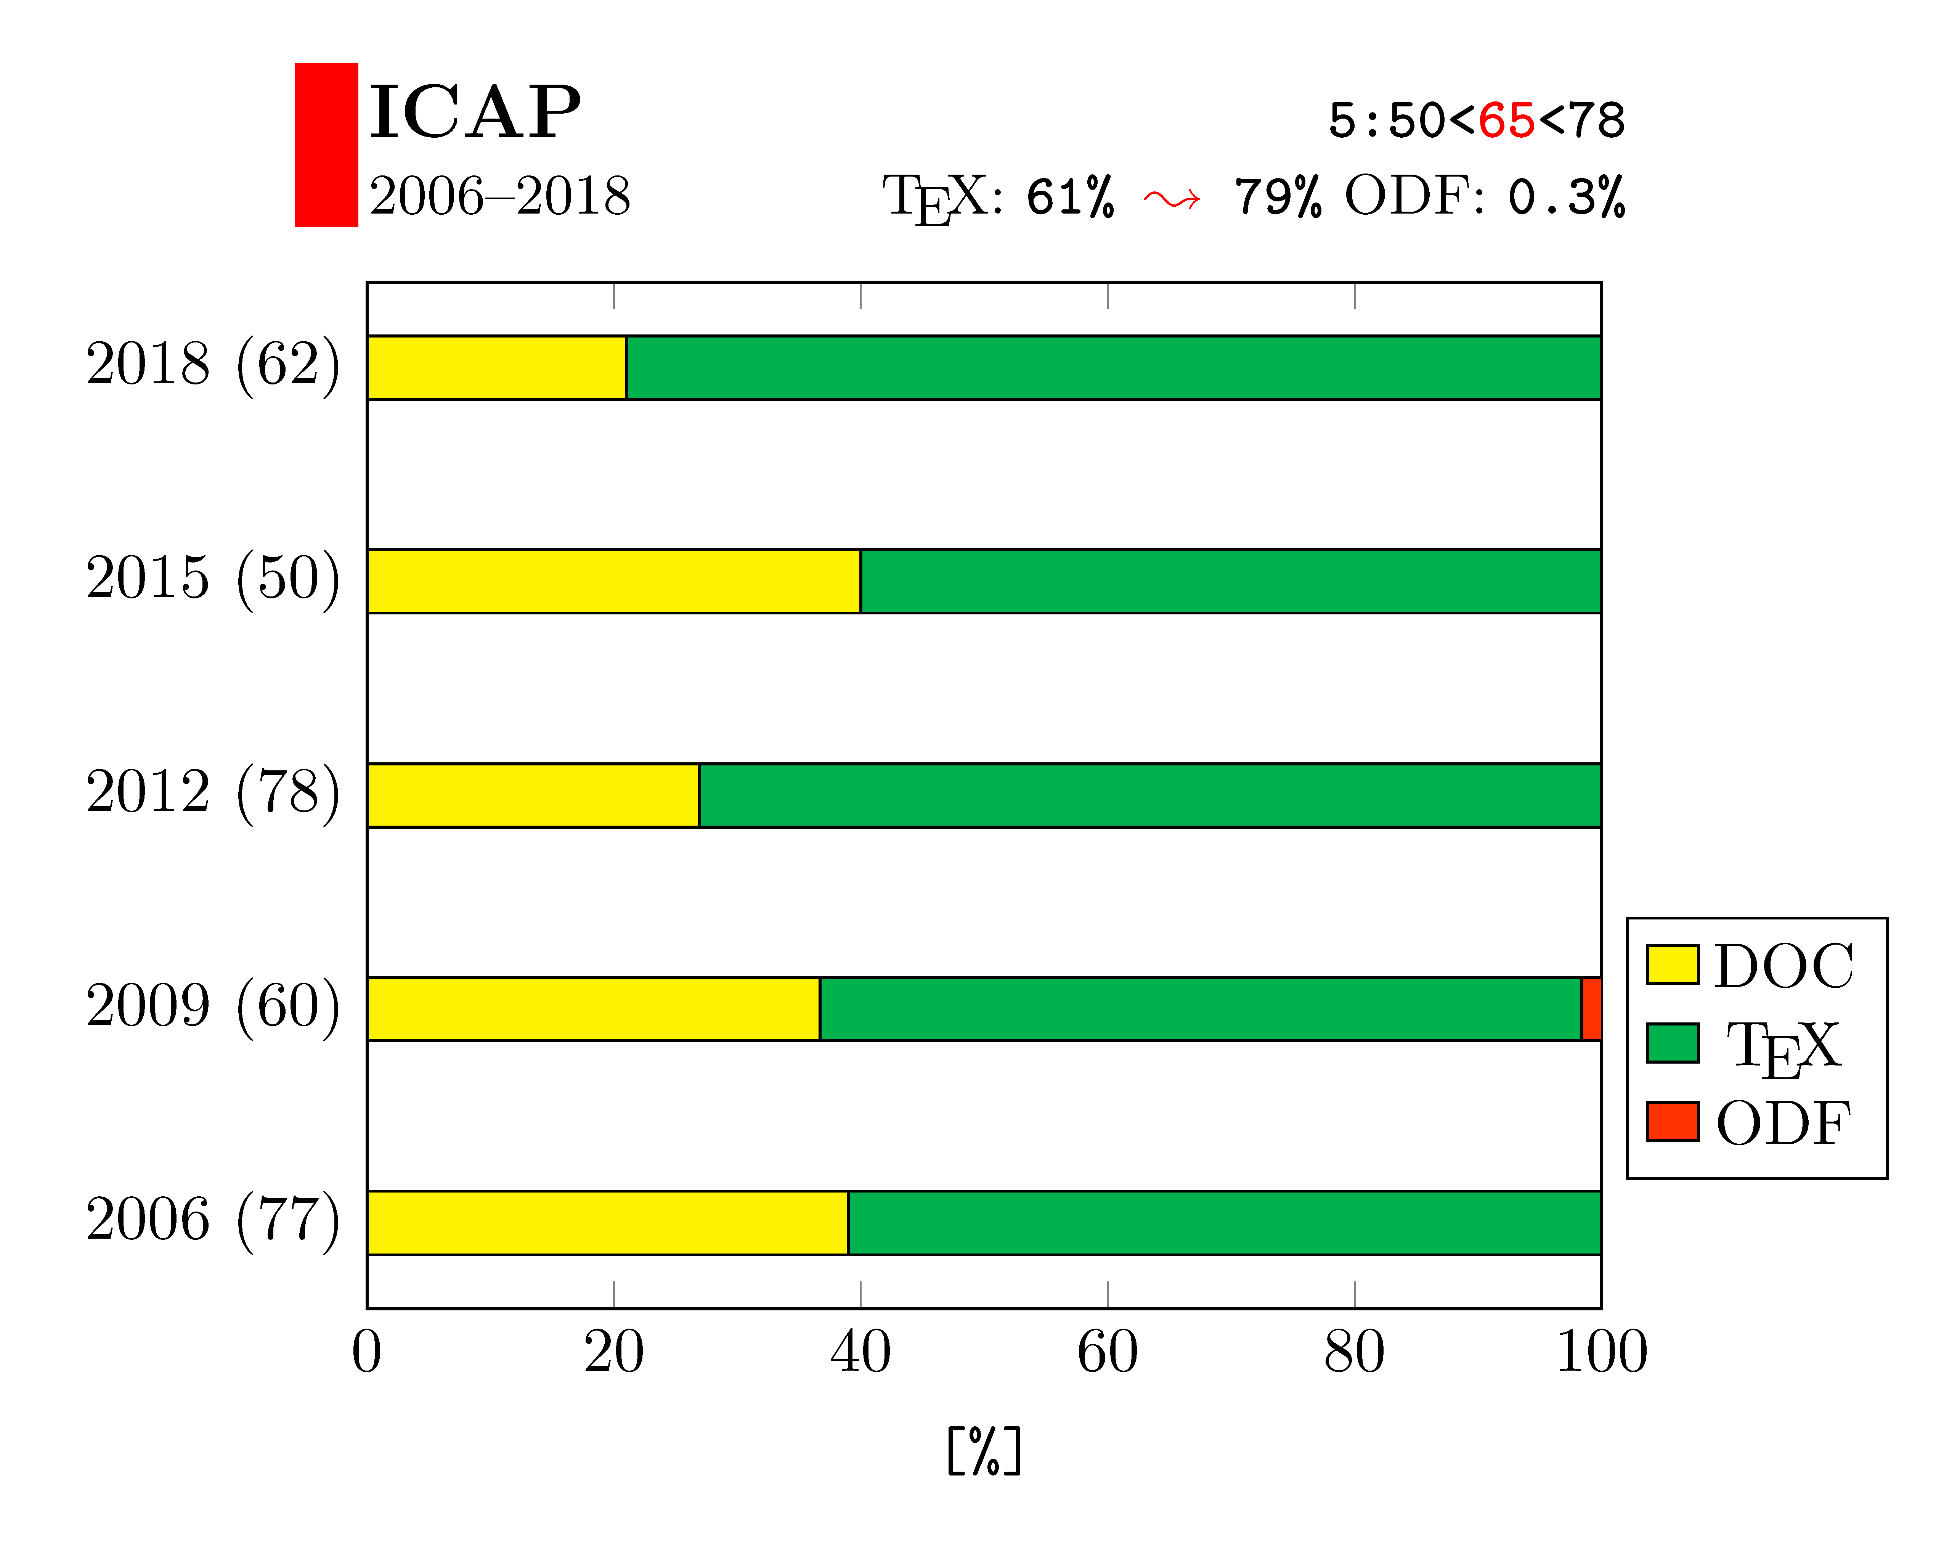 ICAP
5:50<65<78
2006–2018
TEX: 61% ⇝ 79% ODF: 0.3%
2018 (62)
2015 (50)
2012 (78)
2009 (60)
2006 (77)
DOC
TEX
ODF
0 20 40 60 80 100
[%]